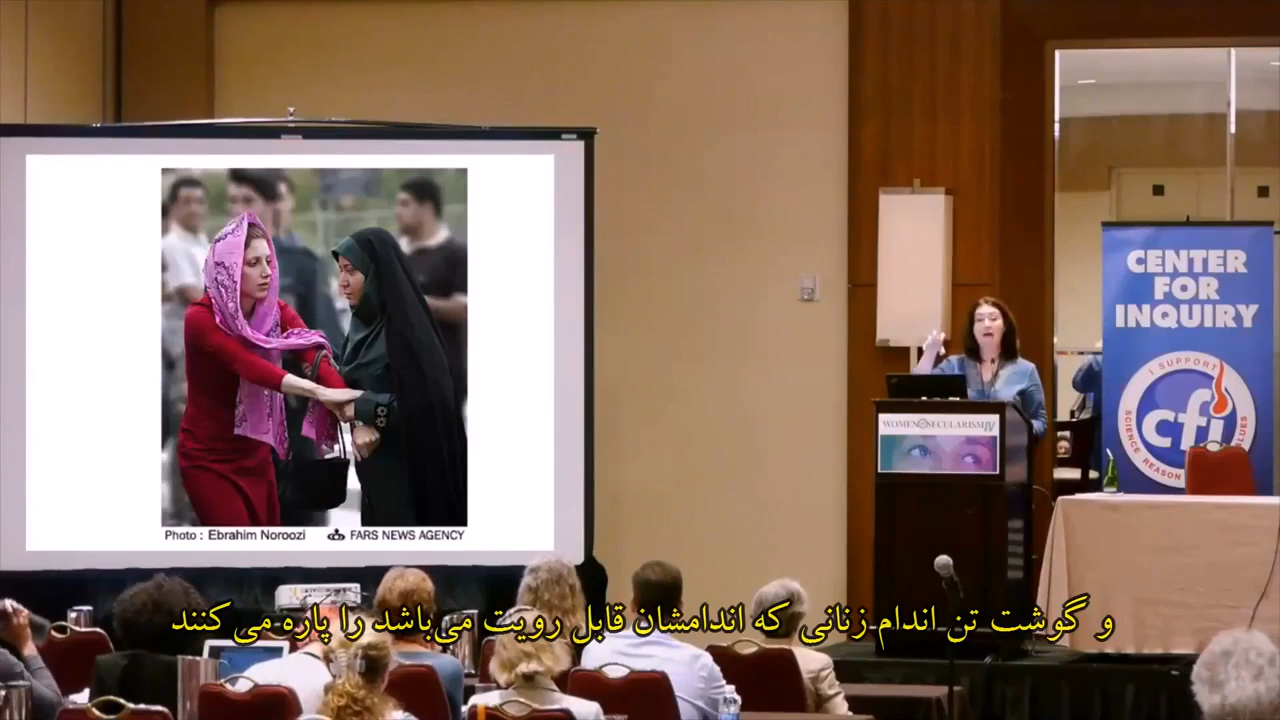 Photo : Ebrahim Noroozi FARS NEWS AGENCY
CENTER
FOR
INQUIRY
I SUPPORT
cfi
SCIENCE REASON
WOMEN IN SECULARISM IV
و گوشت تن اندام زنانی که اندامشان قابل رویت می‌باشد را پاره می‌کنند